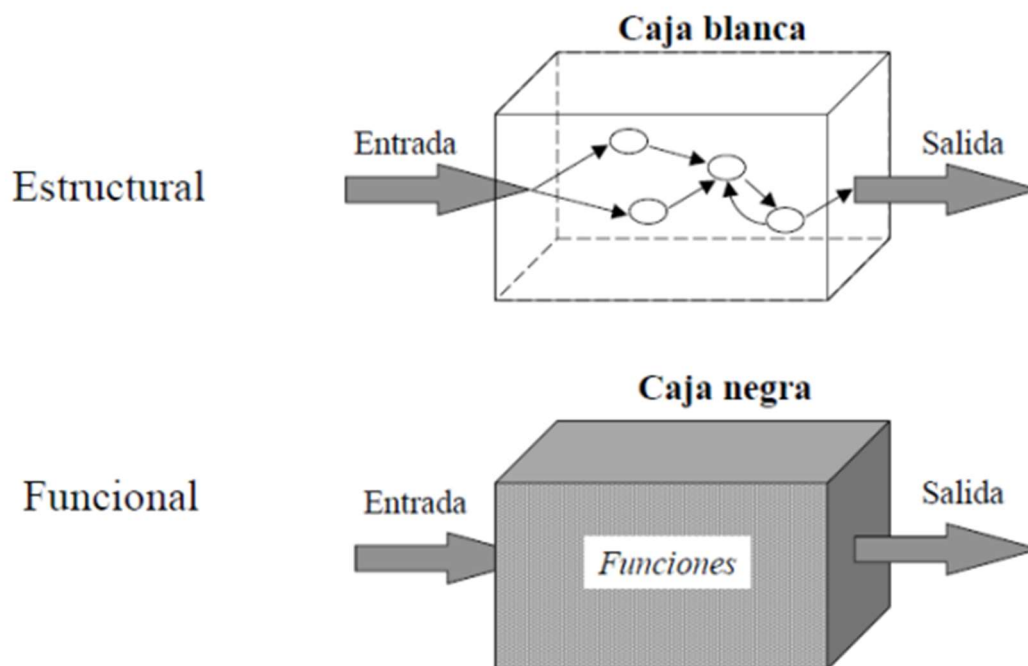 Caja blanca
Entrada
Salida
Estructural
Caja negra
Funcional
Entrada
Salida
Funciones